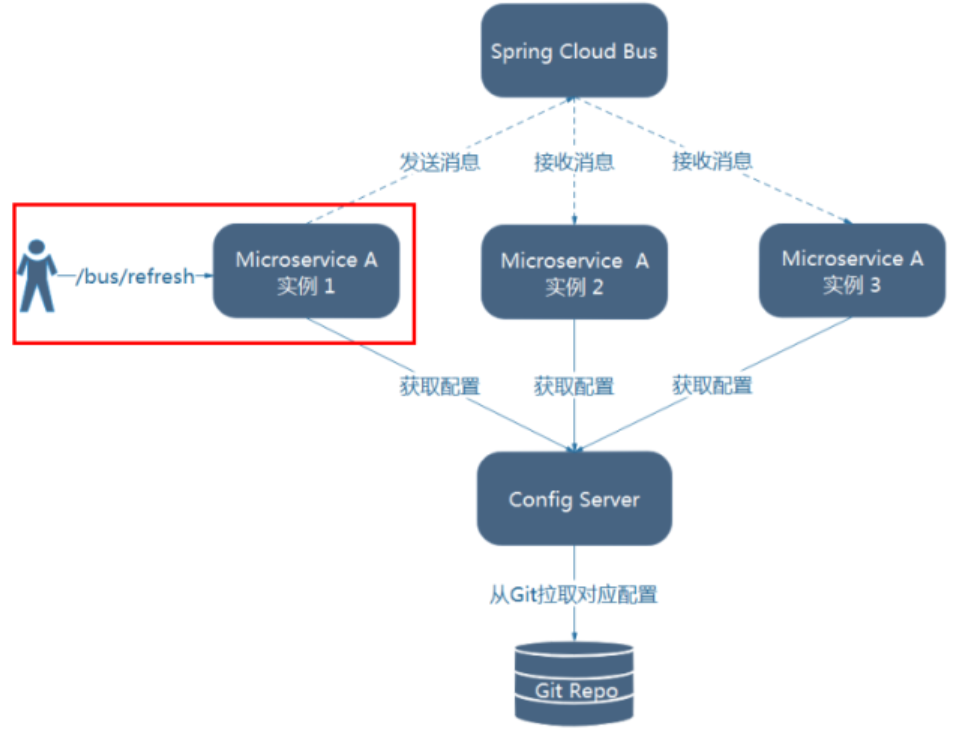 Spring Cloud Bus
发送消息
接收消息
接收消息
/bus/refresh
Microservice A
实例 1
Microservice A
实例 2
Microservice A
实例 3
获取配置
获取配置
获取配置
Config Server
从Git拉取对应配置
Git Repo